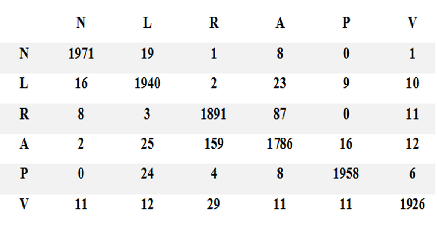 N L R A P V
N 1971 19 1 8 0 1
L 16 1940 2 23 9 10
R 8 3 1891 87 0 11
A 2 25 159 1786 16 12
P 0 24 4 8 1958 6
V 11 12 29 11 11 1926